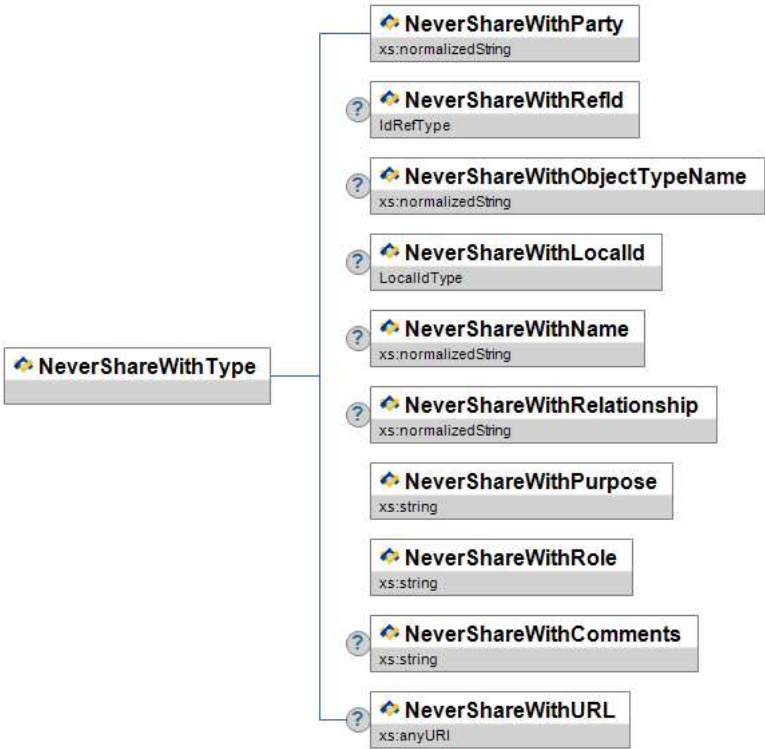 NeverShareWithParty
xs:normalizedString
?
NeverShareWithRefId
IdRefType
?
NeverShareWithObjectTypeName
xs:normalizedString
?
NeverShareWithLocalId
LocalIdType
?
NeverShareWithName
xs:normalizedString
NeverShareWithType
?
NeverShareWithRelationship
xs:normalizedString
NeverShareWithPurpose
xs:string
NeverShareWithRole
xs:string
?
NeverShareWithComments
xs:string
?
NeverShareWithURL
xs:anyURI